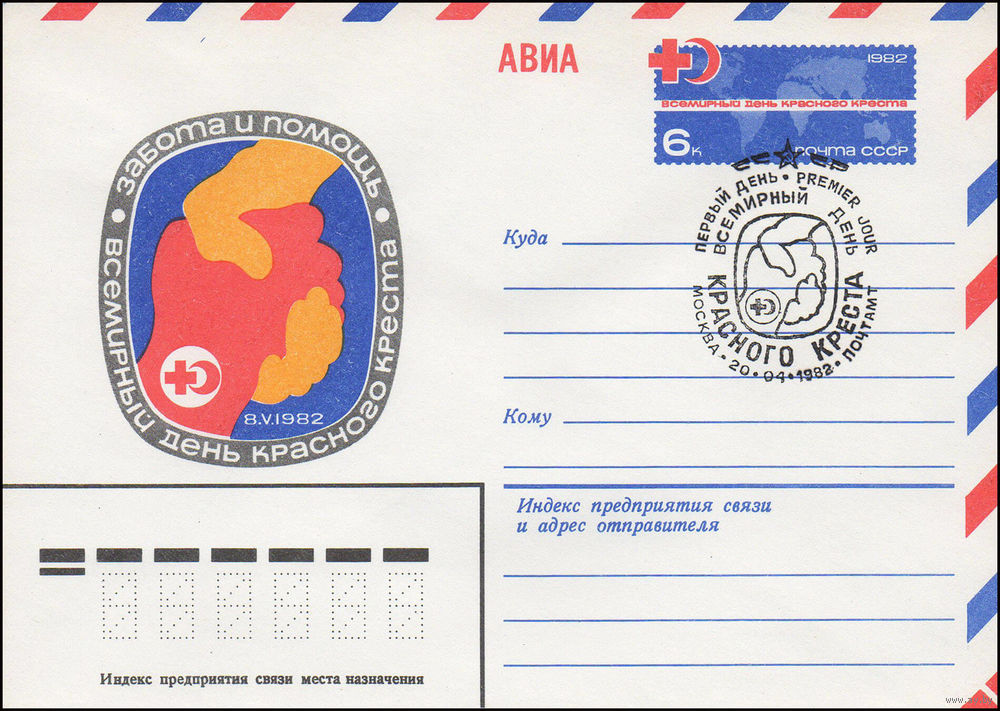 АВИА
1982
ВСЕМИРНЫЙ ДЕНЬ КРАСНОГО КРЕСТА
6 к
ПОЧТА СССР
ЗАБОТА И ПОМОЩЬ
ВСЕМИРНЫЙ ДЕНЬ КРАСНОГО КРЕСТА
8.V.1982
ПЕРВЫЙ ДЕНЬ • PREMIER JOUR
ВСЕМИРНЫЙ ДЕНЬ
КРАСНОГО КРЕСТА
МОСКВА - 20 • 04 • 1982 • ПОЧТАМТ
Куда
Кому
Индекс предприятия связи
и адрес отправителя
Индекс предприятия связи места назначения